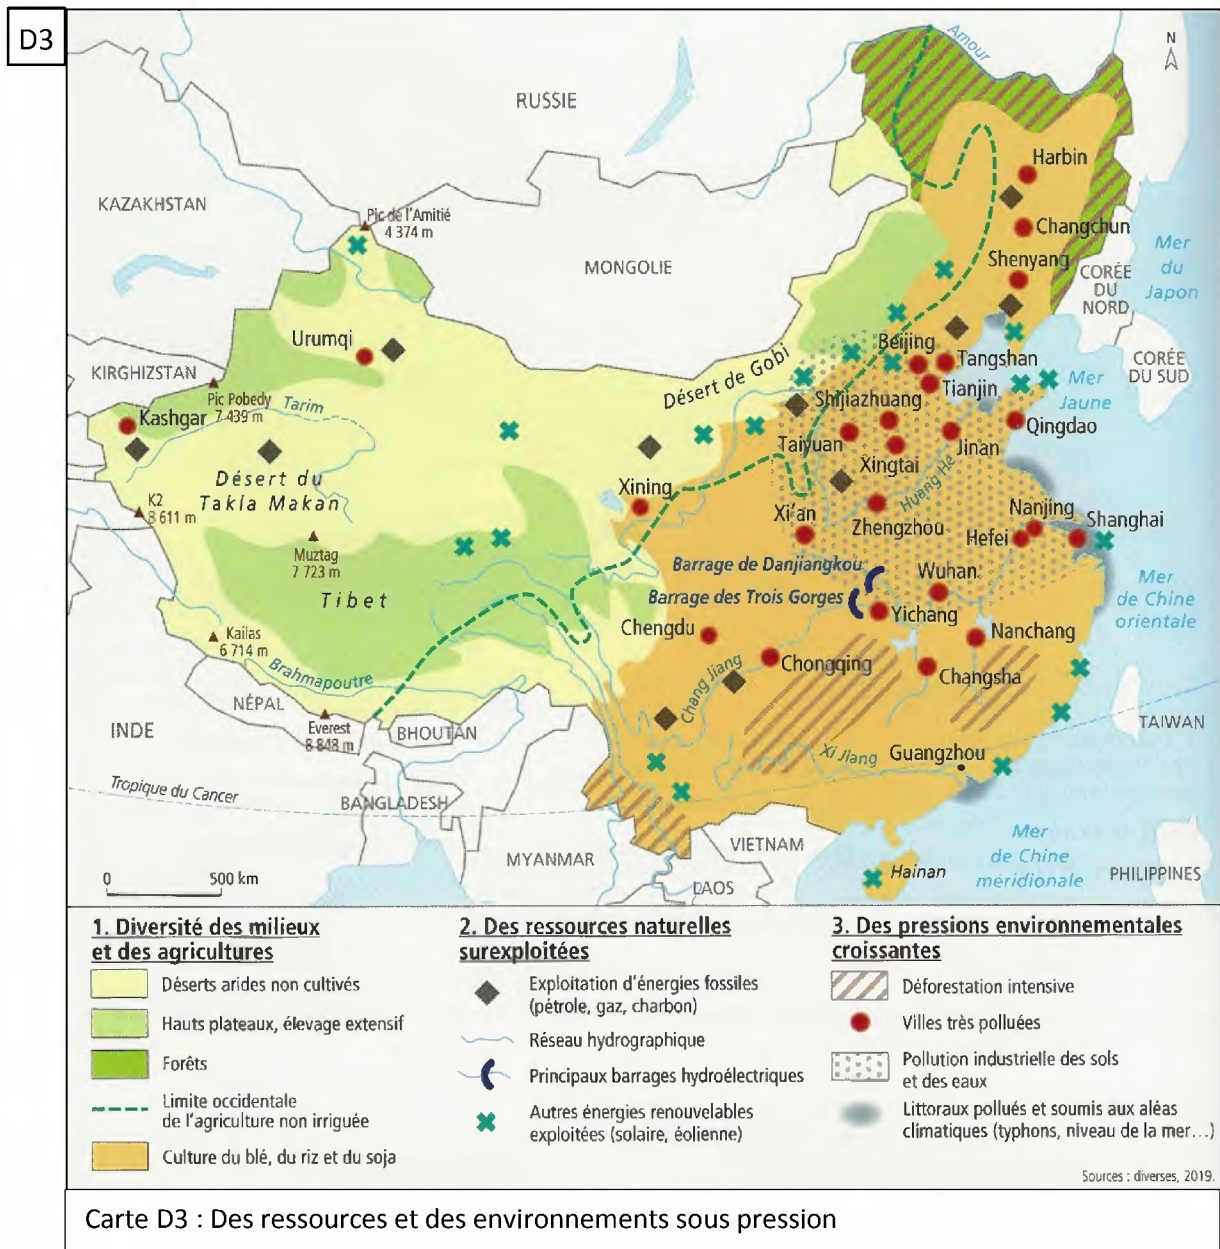 D3
N
Amour
RUSSIE
KAZAKHSTAN
Pic de l'Amitié
4 374 m
MONGOLIE
Harbin
Changchun
Shenyang
CORÉE
DU
NORD
Mer
du
Japon
Urumqi
KIRGHIZSTAN
Pic Pobedy
7 439 m
Tarim
Kashgar
Désert de Gobi
Beijing
Tangshan
Tianjin
CORÉE
DU SUD
Mer
Jaune
Shijiazhuang
Taiyuan
Xingtai
Jinan
Qingdao
Huang He
K2
8 611 m
Désert du
Takla Makan
Muztag
7 723 m
Xining
Xi'an
Zhengzhou
Nanjing
Hefei
Shanghai
Barrage de Danjiangkou
Barrage des Trois Gorges
Wuhan
Yichang
Mer
de Chine
orientale
Tibet
Kailas
6 714 m
Brahmapoutre
Chengdu
Chongqing
Chang Jiang
Nanchang
Changsha
NÉPAL
INDE
Everest
8 848 m
BHOUTAN
Xi Jiang
Guangzhou
TAIWAN
Tropique du Cancer
BANGLADESH
MYANMAR
VIETNAM
LAOS
Hainan
Mer
de Chine
méridionale
PHILIPPINES
0 500 km
1. Diversité des milieux
et des agricultures
Déserts arides non cultivés
Hauts plateaux, élevage extensif
Forêts
Limite occidentale
de l'agriculture non irriguée
Culture du blé, du riz et du soja
2. Des ressources naturelles
surexploitées
Exploitation d'énergies fossiles
(pétrole, gaz, charbon)
Réseau hydrographique
Principaux barrages hydroélectriques
Autres énergies renouvelables
exploitées (solaire, éolienne)
3. Des pressions environnementales
croissantes
Déforestation intensive
Villes très polluées
Pollution industrielle des sols
et des eaux
Littoraux pollués et soumis aux aléas
climatiques (typhons, niveau de la mer...)
Sources : diverses, 2019.
Carte D3 : Des ressources et des environnements sous pression